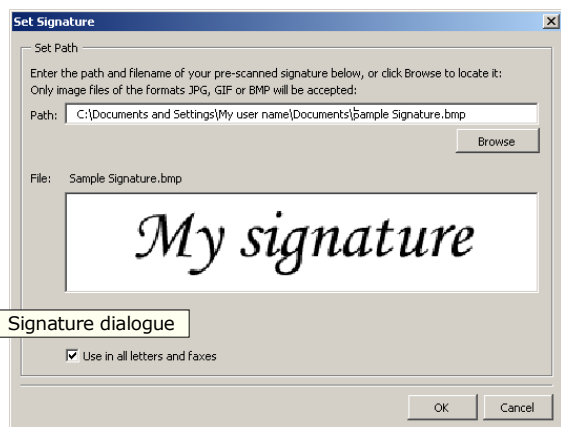 Set Signature
Set Path
Enter the path and filename of your pre-scanned signature below, or click Browse to locate it:
Only image files of the formats JPG, GIF or BMP will be accepted:
Path: C:\Documents and Settings\My user name\Documents\Sample Signature.bmp
Browse
File: Sample Signature.bmp
My signature
Signature dialogue
Use in all letters and faxes
OK Cancel